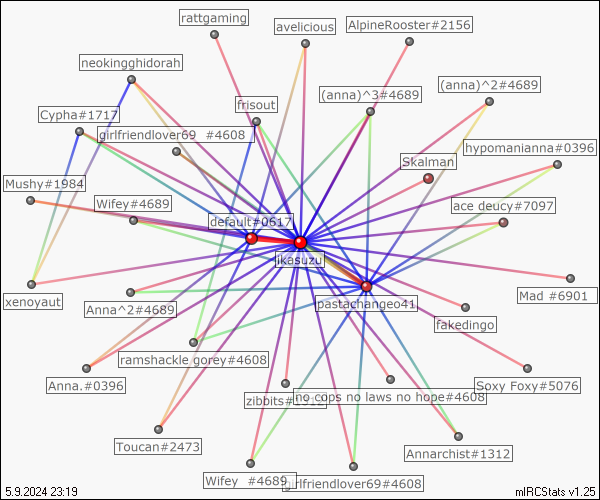 rattgaming
avelicious
AlpineRooster#2156
neokingghidorah
(anna)^3#4689
(anna)^2#4689
frisout
Cypha#1717
girlfriendlover69 #4608
hypomanianna#0396
Skalman
Mushy#1984
Wifey#4689
ace deucy#7097
default#0617
ikasuzu
xenoyaut
Anna^2#4689
pastachangeo41
Mad #6901
fakedingo
ramshackle gorey#4608
Anna.#0396
Soxy Foxy#5076
zibbits#1312
no cops no laws no hope#4608
Toucan#2473
Annarchist#1312
Wifey #4689
girlfriendlover69#4608
5.9.2024 23:19
mIRCStats v1.25